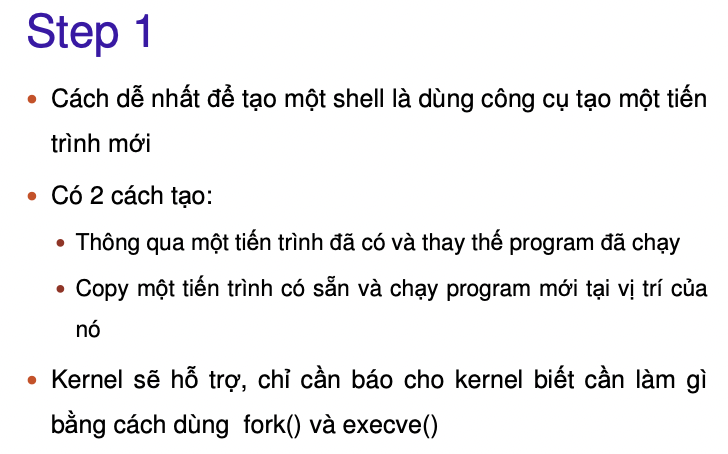 Step 1
• Cách dễ nhất để tạo một shell là dùng công cụ tạo một tiến
trình mới
• Có 2 cách tạo:
• Thông qua một tiến trình đã có và thay thế program đã chạy
• Copy một tiến trình có sẵn và chạy program mới tại vị trí của
nó
• Kernel sẽ hỗ trợ, chỉ cần báo cho kernel biết cần làm gì
bằng cách dùng fork() và execve()